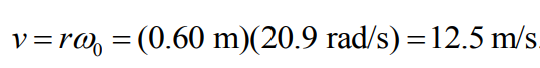 v = rω₀ = (0.60 m)(20.9 rad/s) = 12.5 m/s.